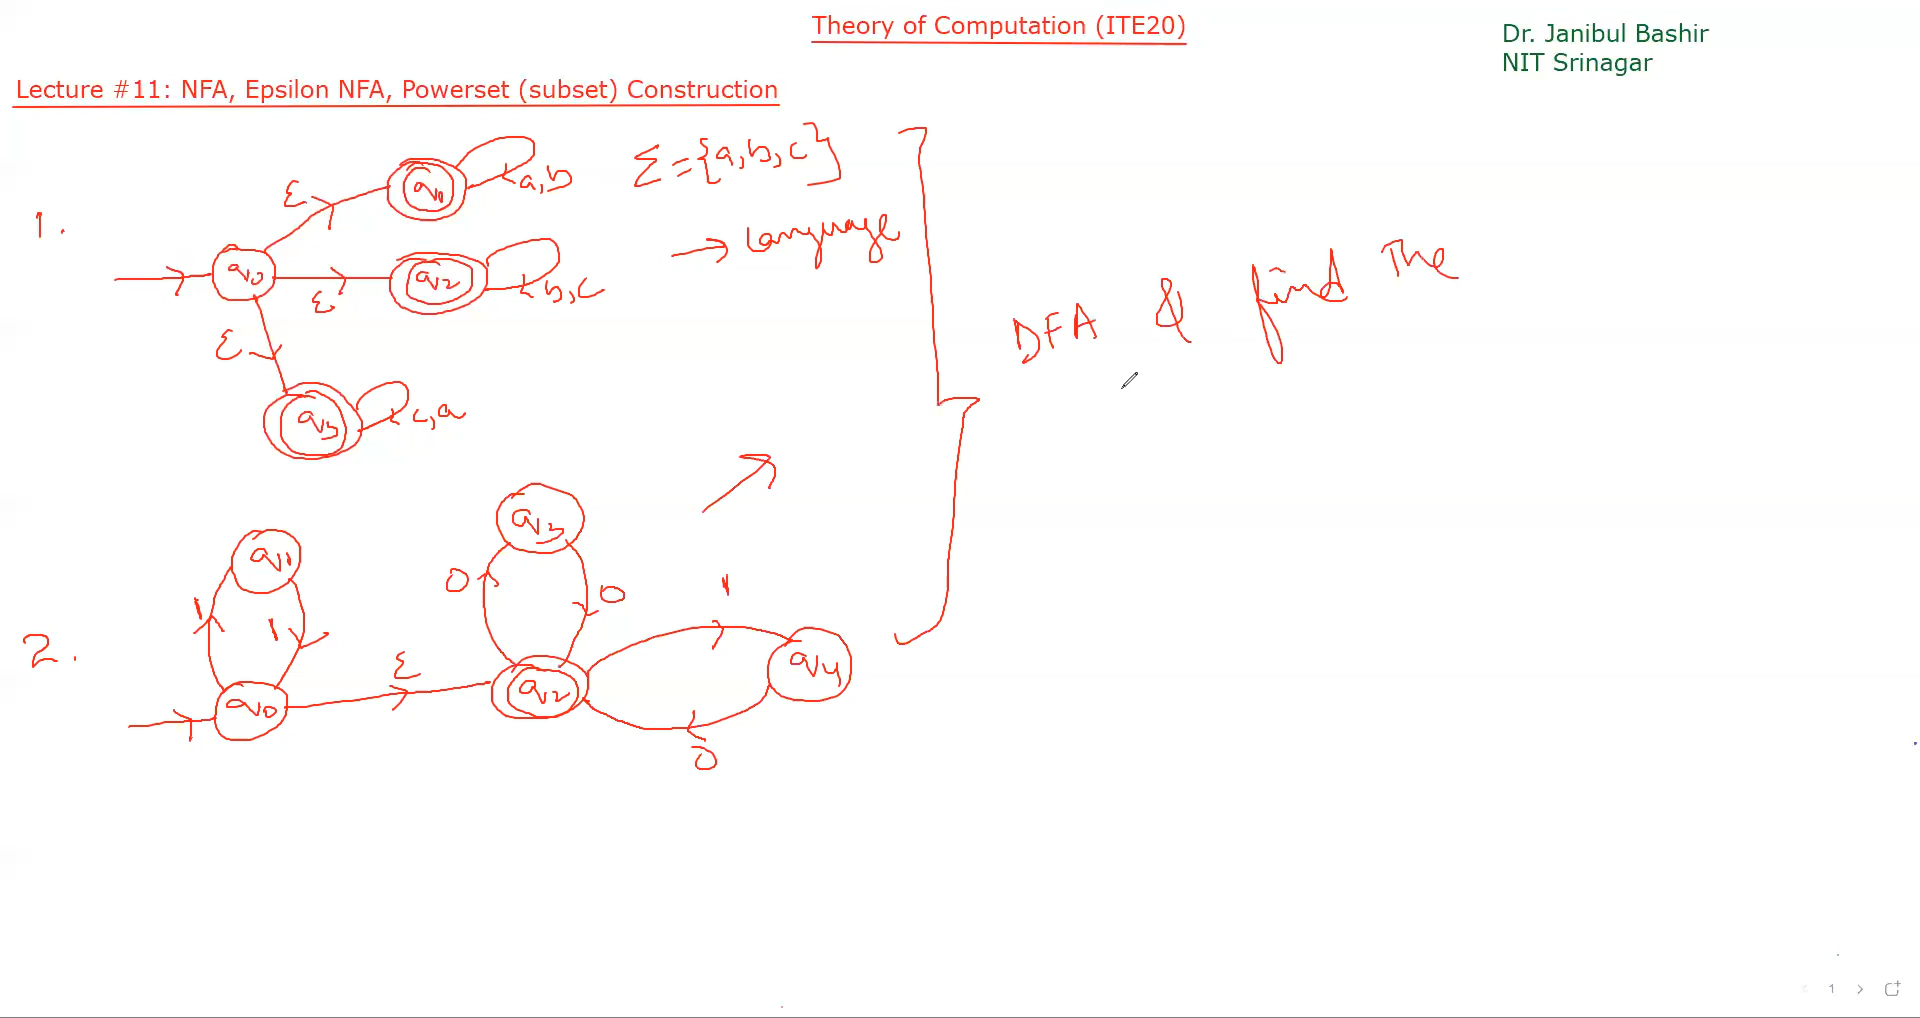 Theory of Computation (ITE20)
Dr. Janibul Bashir
NIT Srinagar
Lecture #11: NFA, Epsilon NFA, Powerset (subset) Construction
1.
ε
q1
a,b
Σ={a,b,c}
q0
ε
q2
b,c
→ Language
ε
q3
c,a
DFA & find the
2.
q1
1
1
q0
ε
q3
0
0
q2
1
q4
0
1